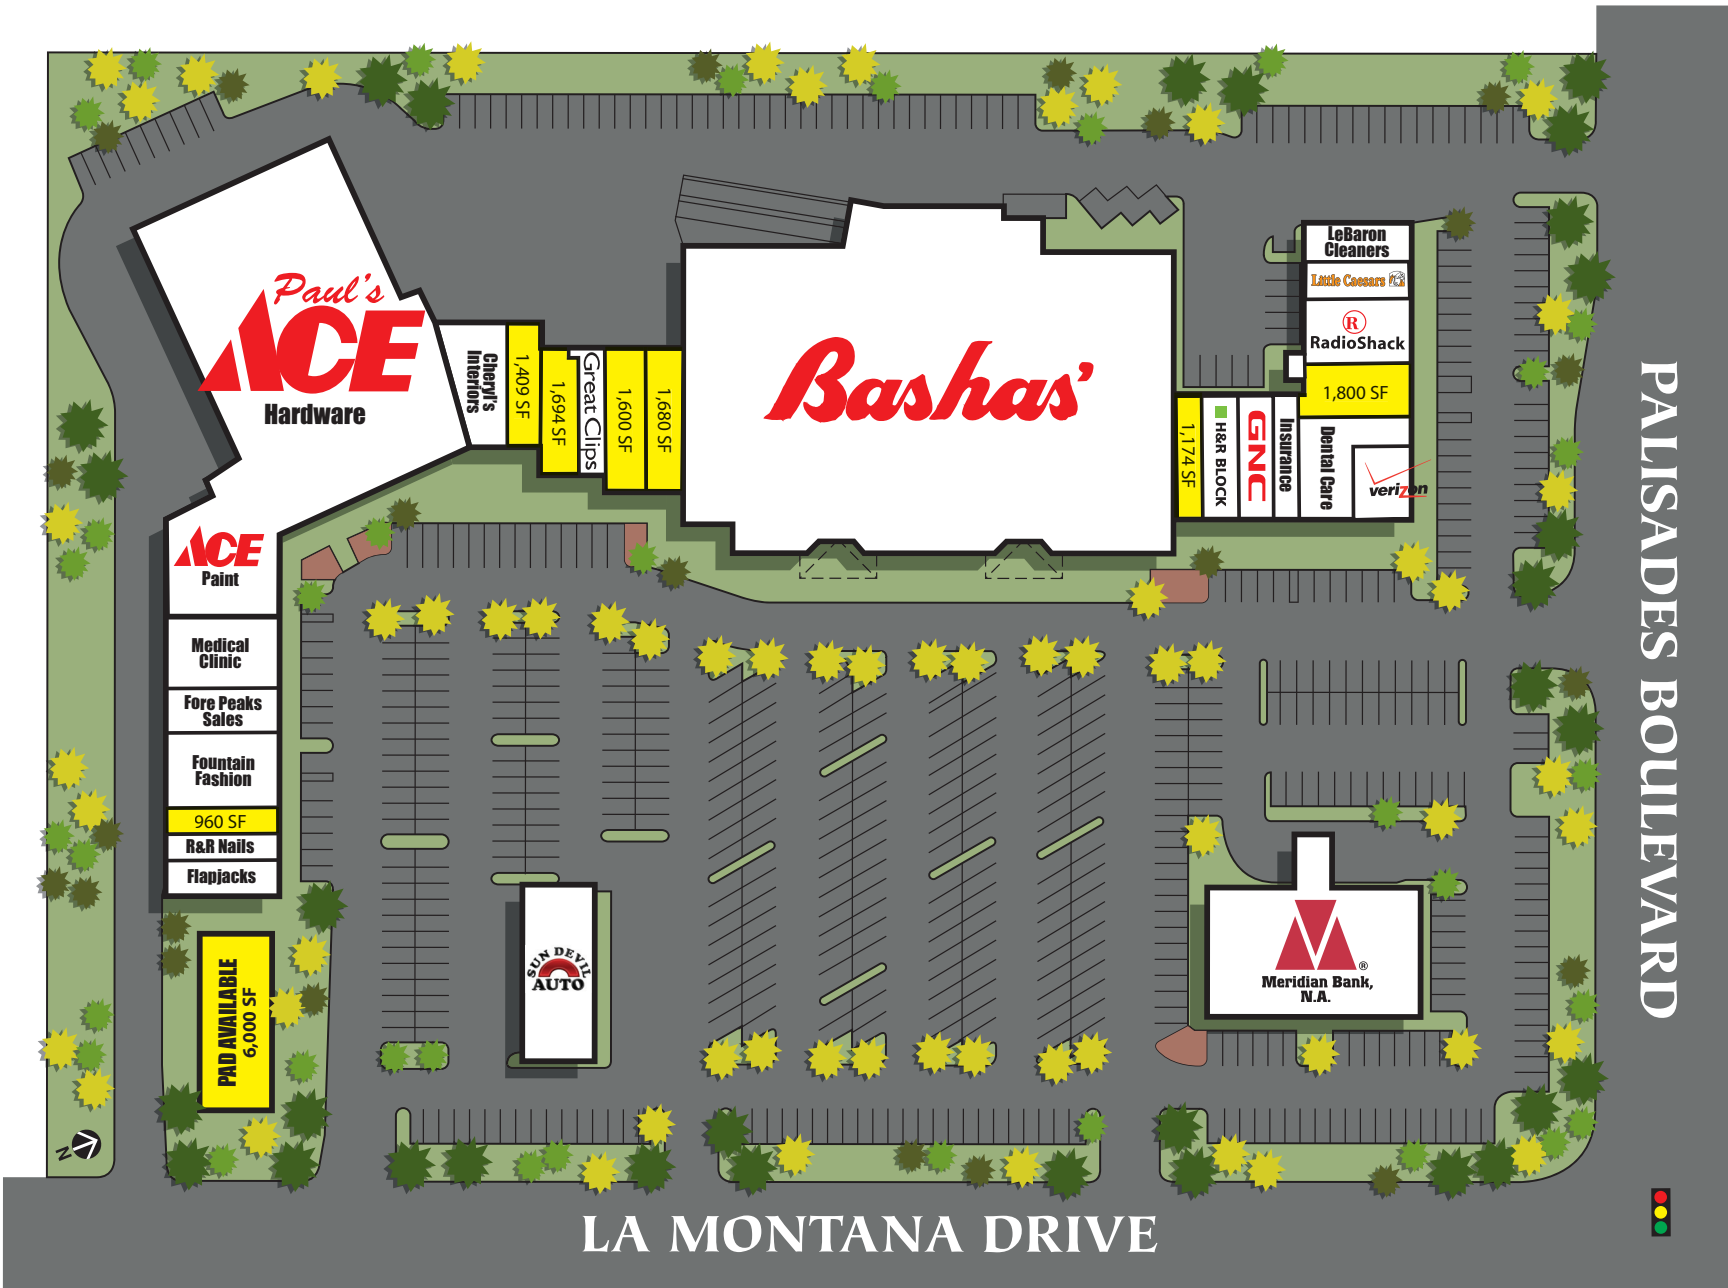 Paul's
ACE
Hardware
Cheryl's
Interiors
1,409 SF
1,694 SF
Great Clips
1,600 SF
1,680 SF
Bashas'
LeBaron
Cleaners
Little Caesars
R
RadioShack
1,800 SF
1,174 SF
H&R BLOCK
GNC
Insurance
Dental Care
verizon
ACE
Paint
Medical
Clinic
Fore Peaks
Sales
Fountain
Fashion
960 SF
R&R Nails
Flapjacks
PAD AVAILABLE
6,000 SF
SUN DEVIL
AUTO
®
Meridian Bank,
N.A.
PALISADES BOULEVARD
N
LA MONTANA DRIVE